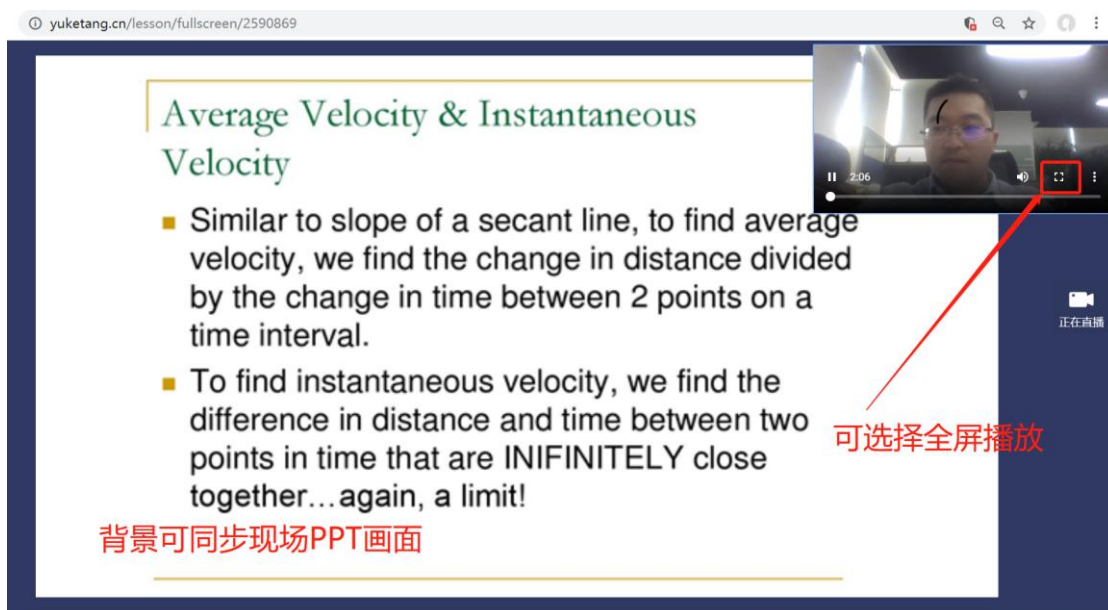 yuketang.cn/lesson/fullscreen/2590869
Average Velocity & Instantaneous
Velocity
2:06
Similar to slope of a secant line, to find average
velocity, we find the change in distance divided
by the change in time between 2 points on a
time interval.
正在直播
To find instantaneous velocity, we find the
difference in distance and time between two
points in time that are INIFINITELY close
together...again, a limit!
可选择全屏播放
背景可同步现场PPT画面